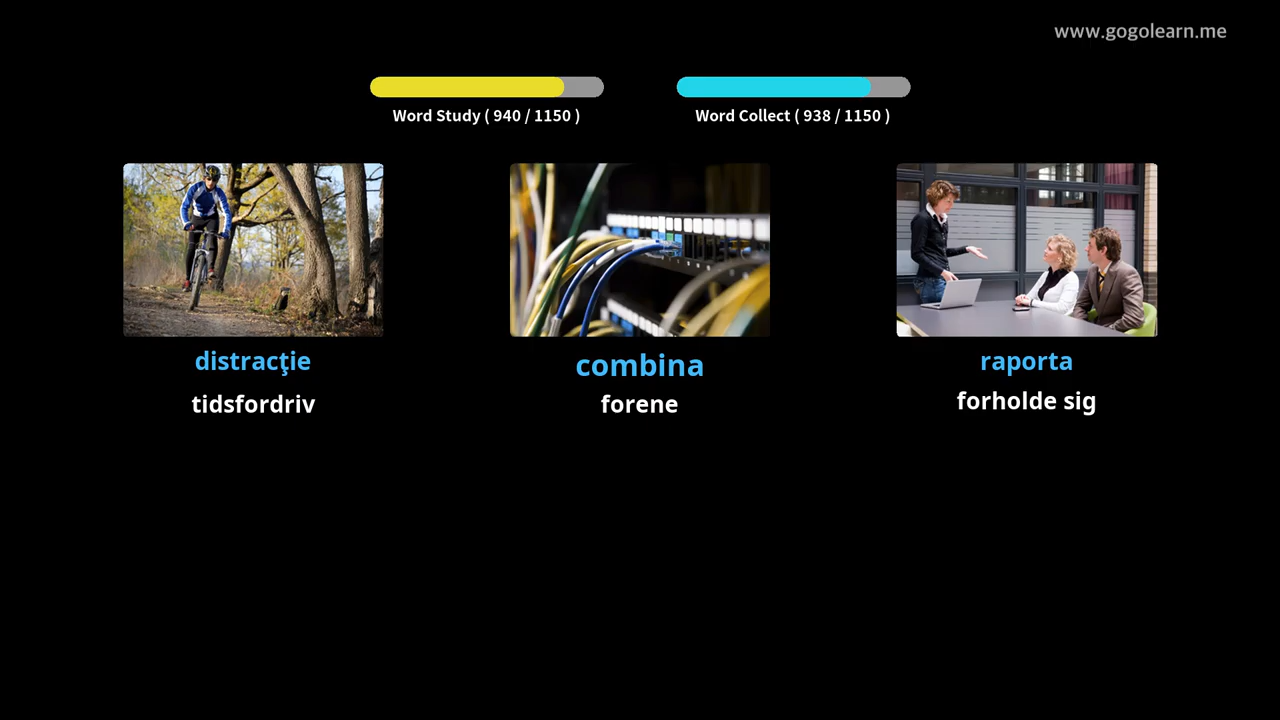 www.gogolearn.me
Word Study ( 940 / 1150 )
Word Collect ( 938 / 1150 )
distracţie
combina
raporta
tidsfordriv
forene
forholde sig